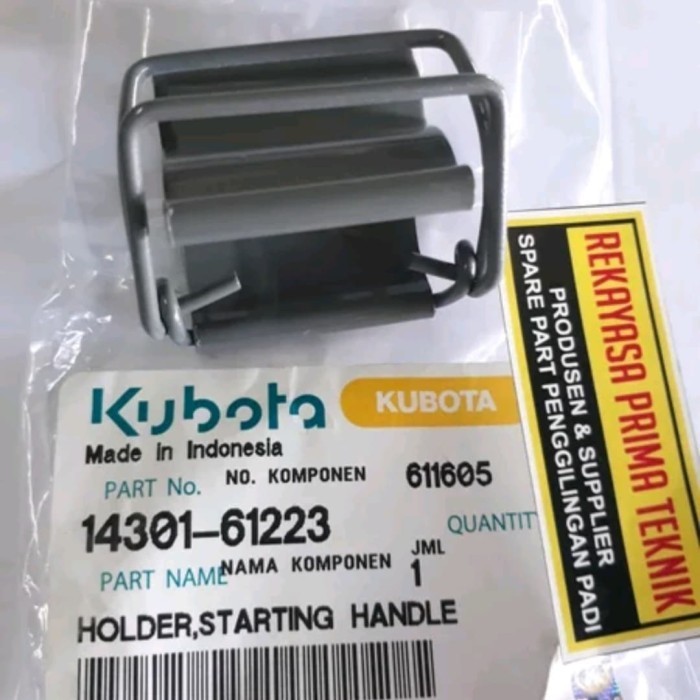 Kubota
KUBOTA
Made in Indonesia
PART No.
NO. KOMPONEN
611605
14301-61223
QUANTIT
PART NAME
NAMA KOMPONEN
JML
1
HOLDER,STARTING HANDLE
REKAYASA PRIMA TEKNIK
PRODUSEN & SUPPLIER
SPARE PART PENGGILINGAN PADI